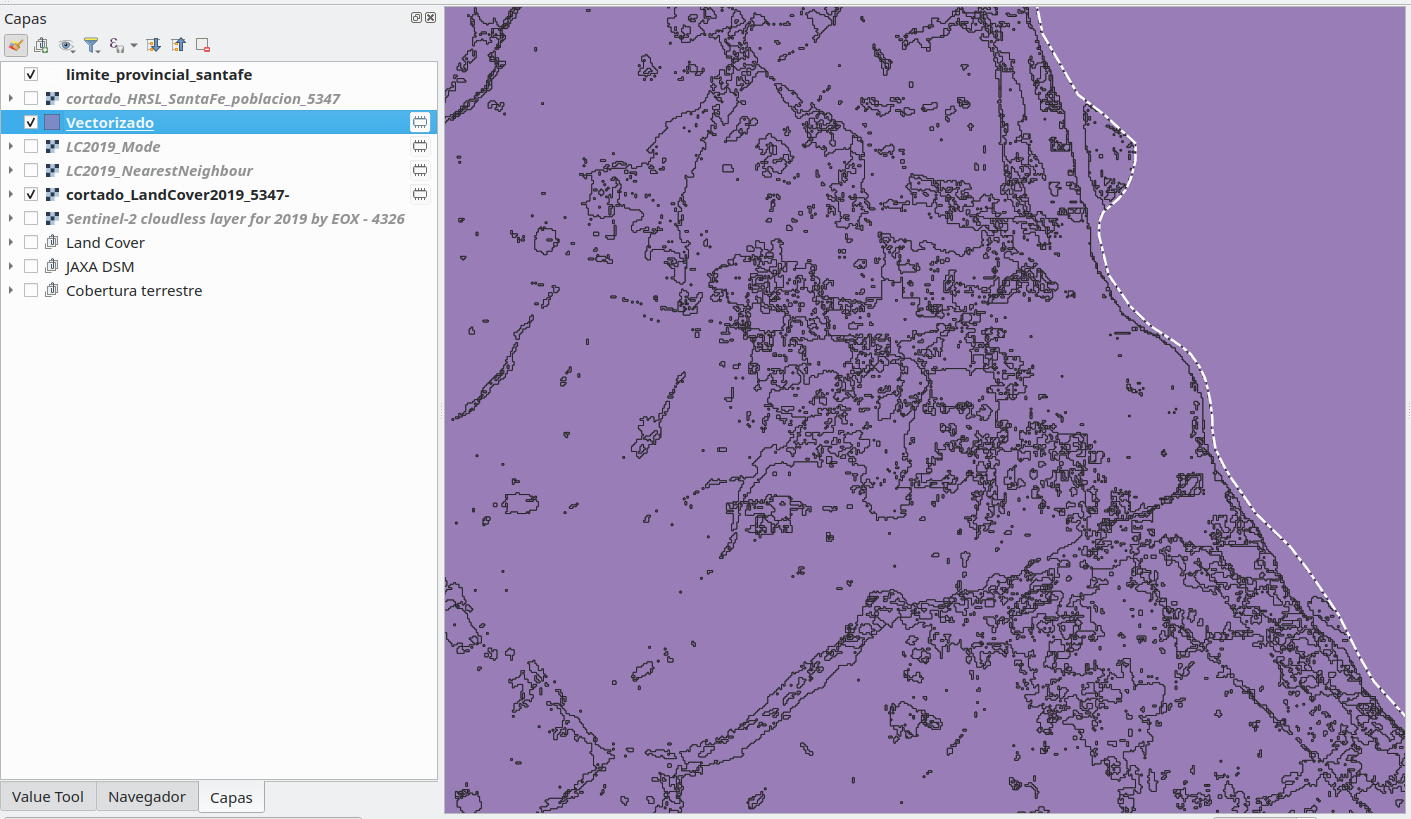 Capas
limite_provincial_santafe
cortado_HRSL_SantaFe_poblacion_5347
Vectorizado
LC2019_Mode
LC2019_NearestNeighbour
cortado_LandCover2019_5347-
Sentinel-2 cloudless layer for 2019 by EOX - 4326
Land Cover
JAXA DSM
Cobertura terrestre
Value Tool
Navegador
Capas